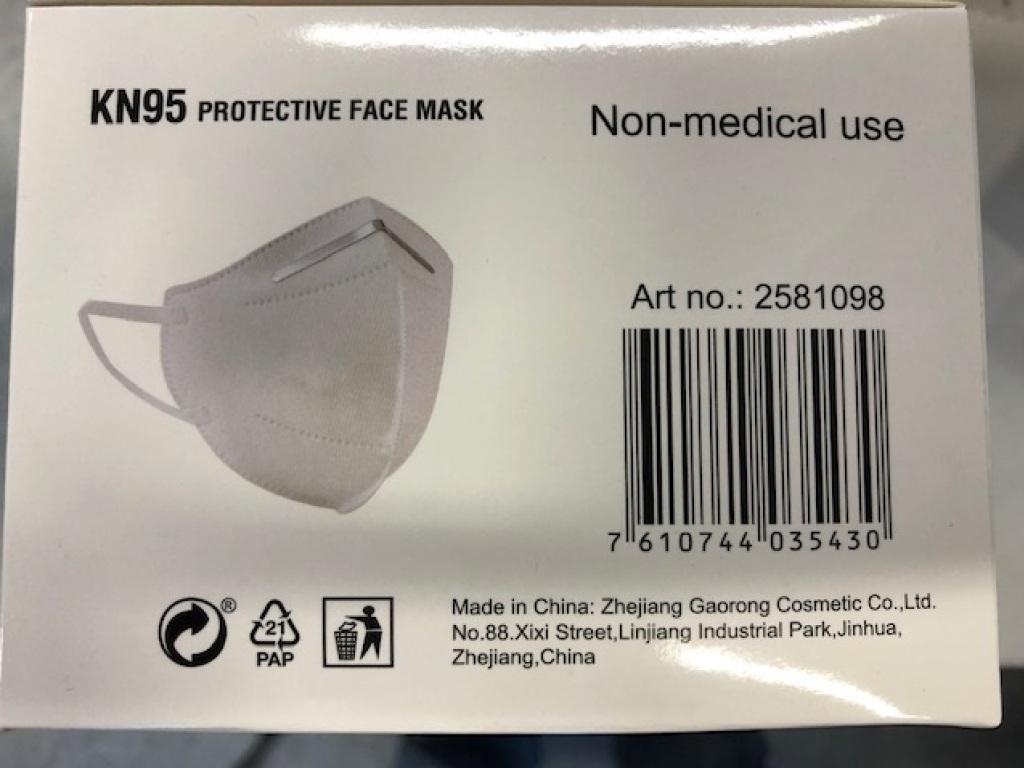 KN95 PROTECTIVE FACE MASK
Non-medical use
Art no.: 2581098
7 610744 035430
®
21
PAP
Made in China: Zhejiang Gaorong Cosmetic Co.,Ltd.
No.88.Xixi Street,Linjiang Industrial Park,Jinhua,
Zhejiang,China